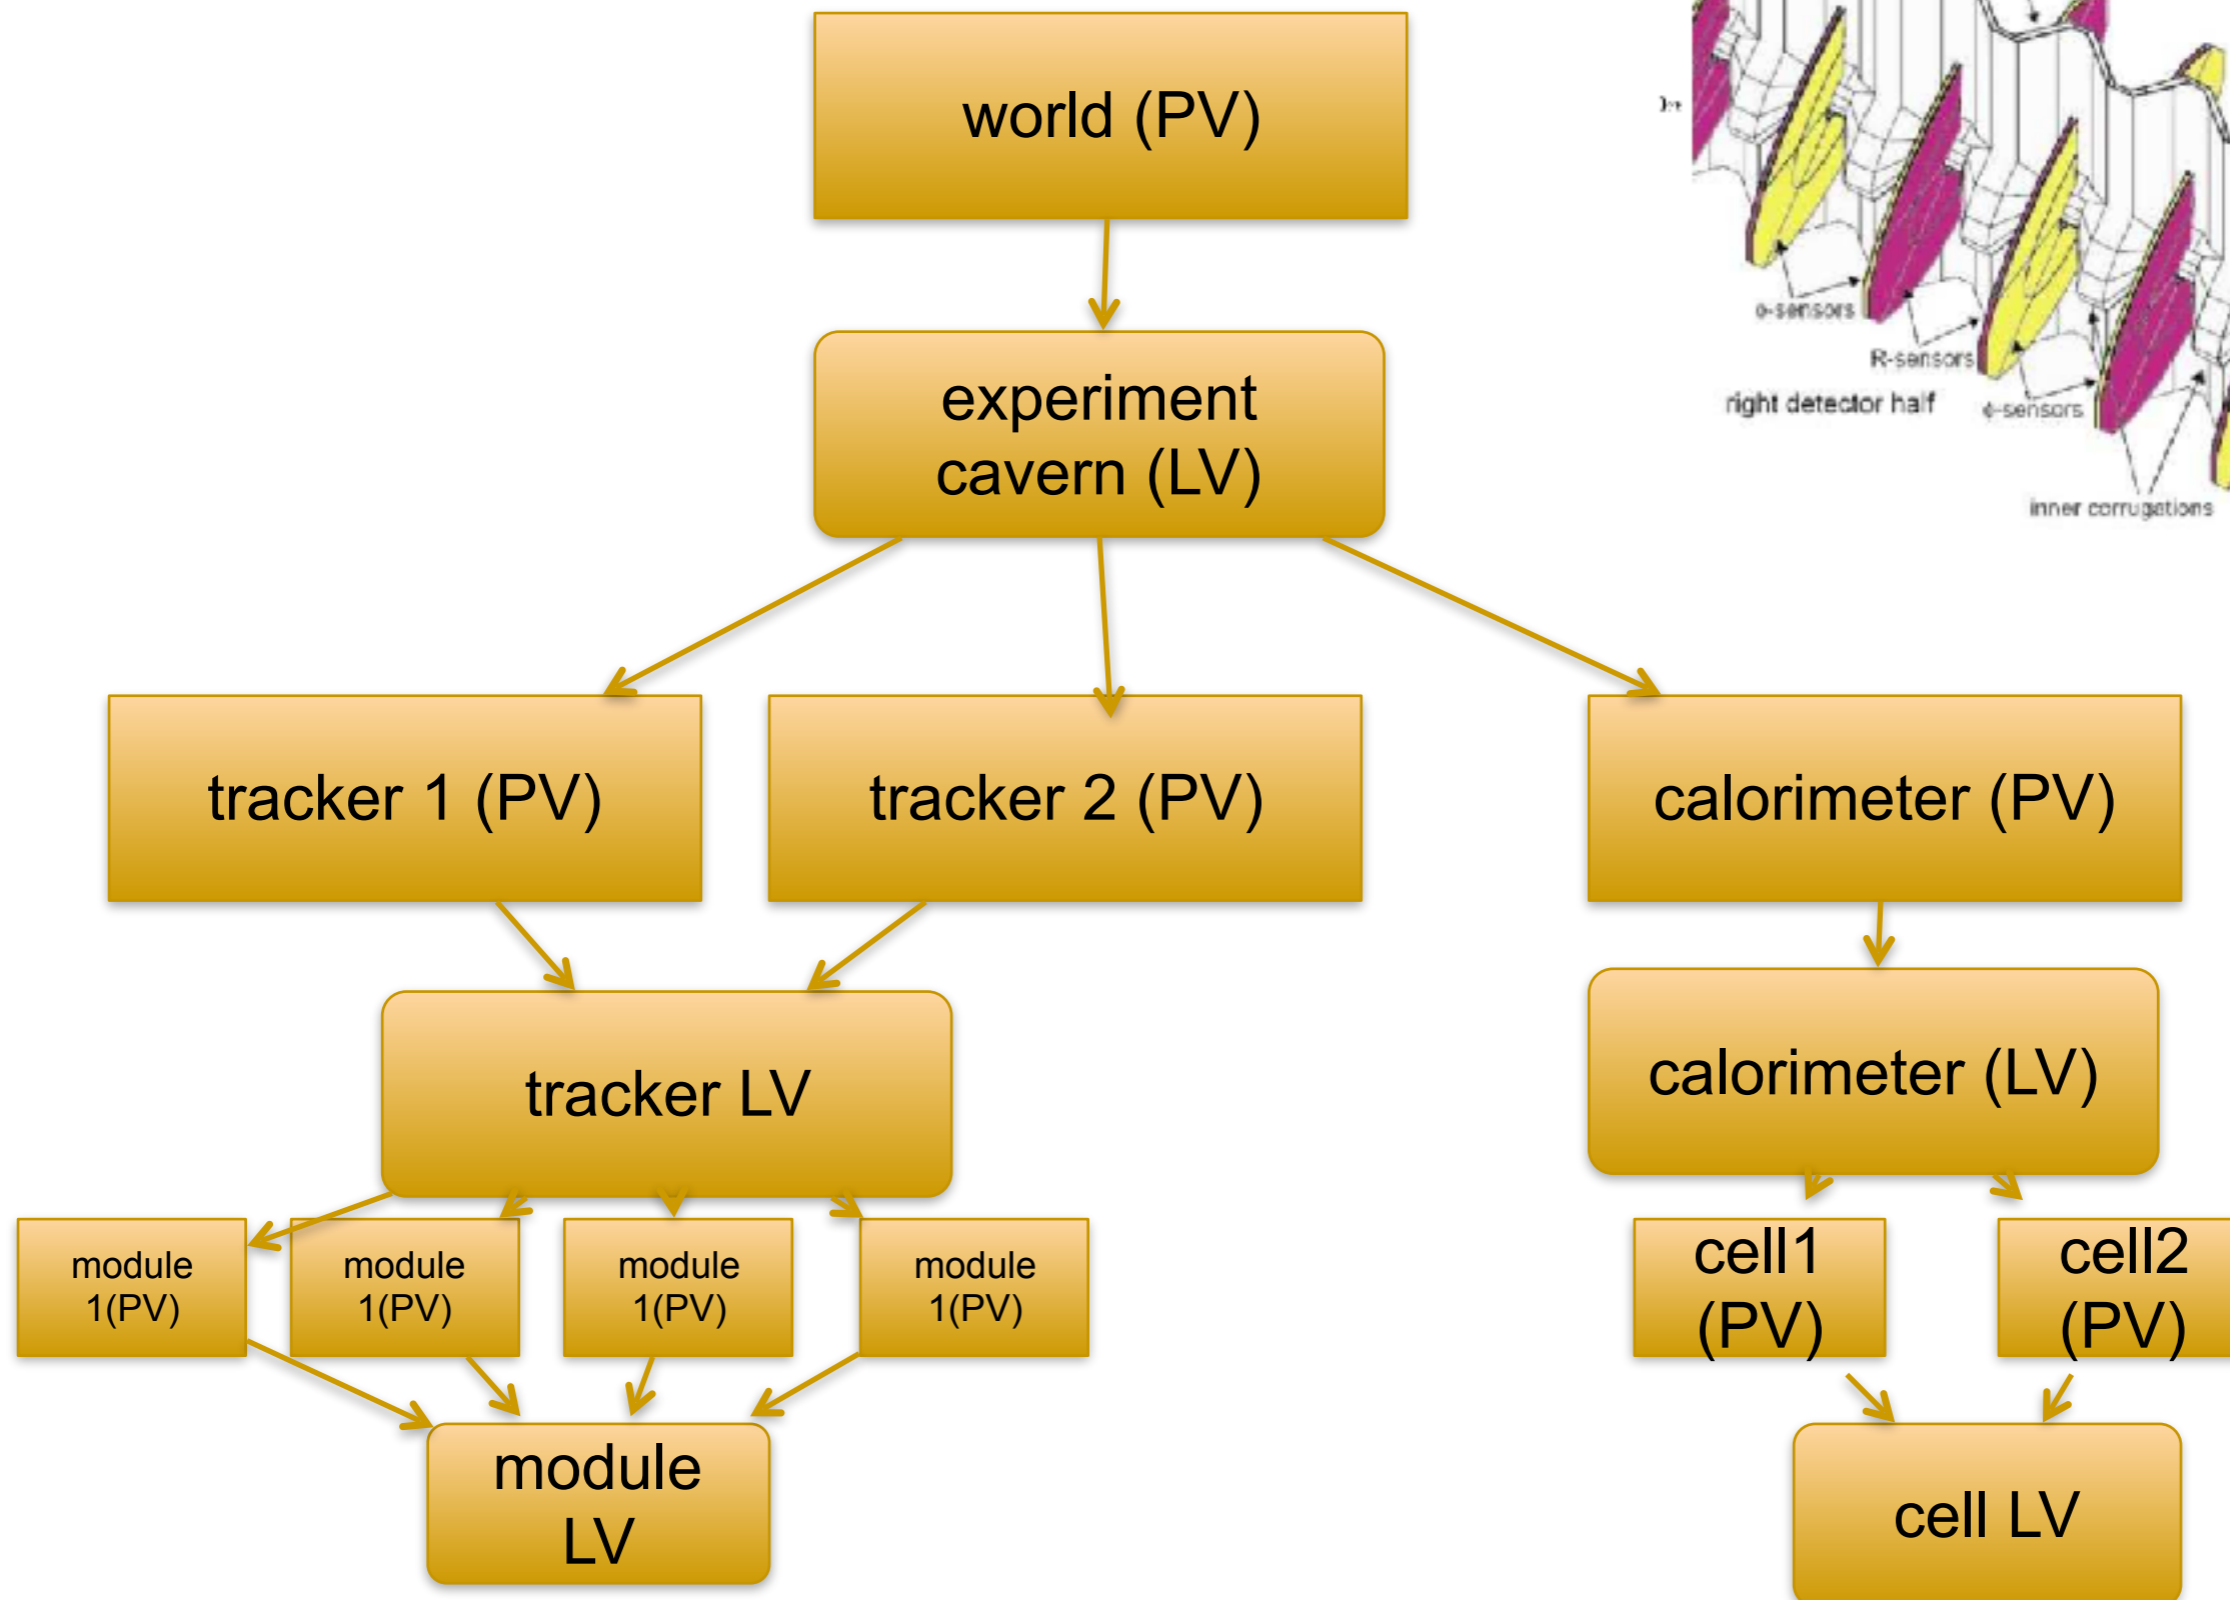 world (PV)
experiment
cavern (LV)
R-sensors
right detector half
ϕ-sensors
inner corrugations
tracker 1 (PV)
tracker 2 (PV)
calorimeter (PV)
tracker LV
calorimeter (LV)
module
1(PV)
module
1(PV)
module
1(PV)
module
1(PV)
cell1
(PV)
cell2
(PV)
module
LV
cell LV